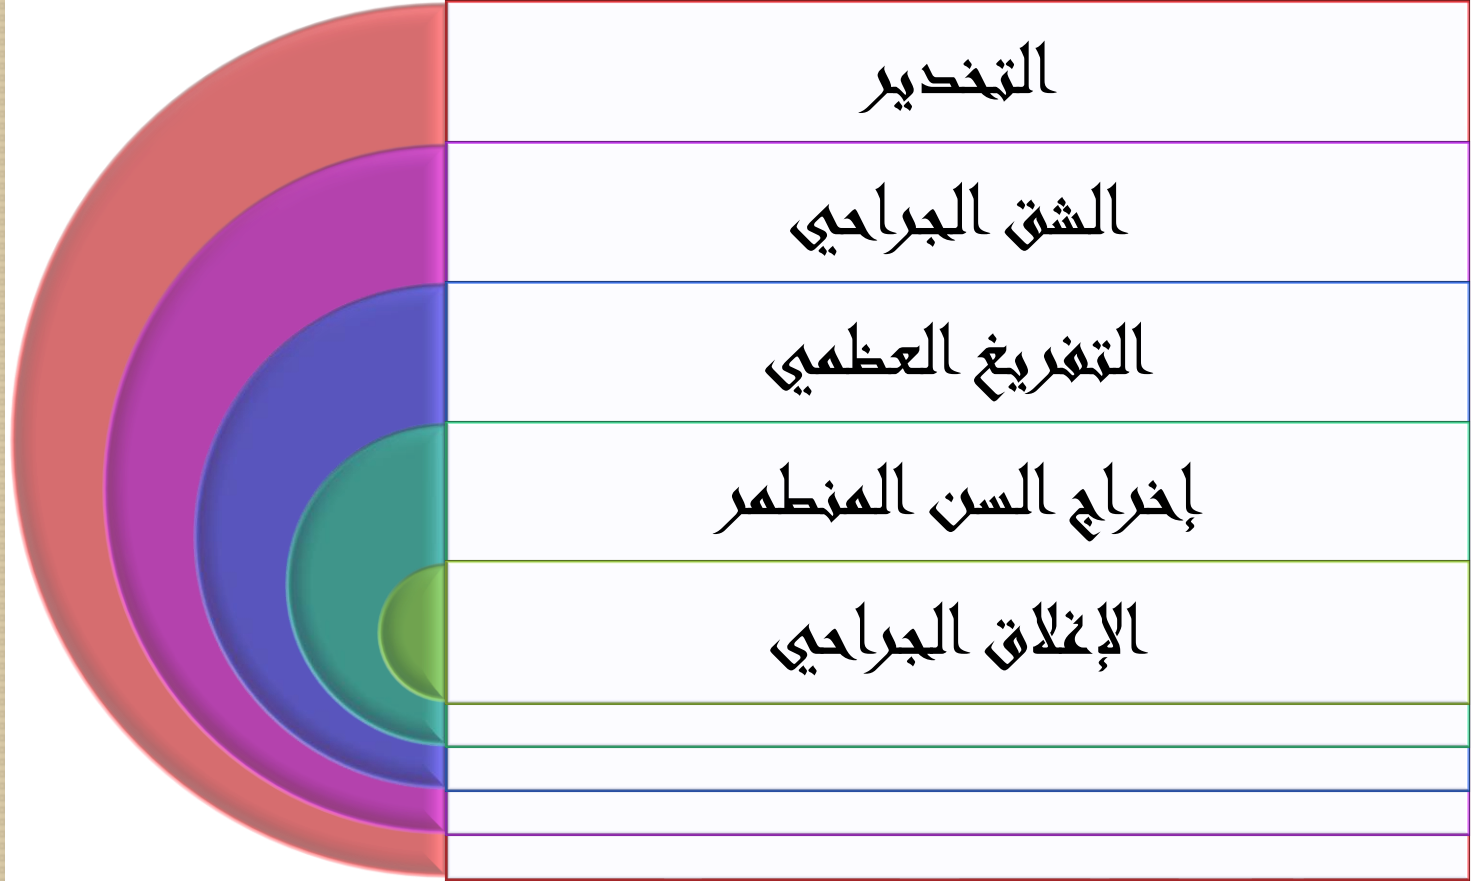 التخدير
الشق الجراحي
التفريغ العظمي
إخراج السن المنطمر
الإغلاق الجراحي